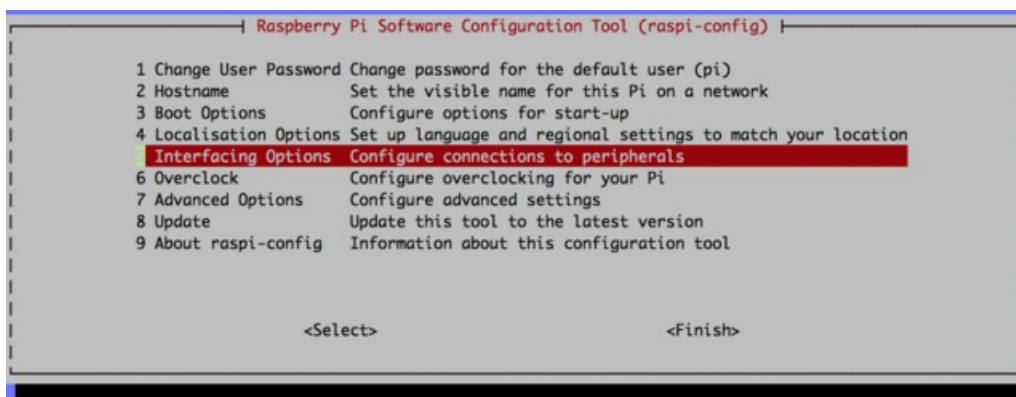 Raspberry Pi Software Configuration Tool (raspi-config)
1 Change User Password Change password for the default user (pi)
2 Hostname Set the visible name for this Pi on a network
3 Boot Options Configure options for start-up
4 Localisation Options Set up language and regional settings to match your location
Interfacing Options Configure connections to peripherals
6 Overclock Configure overclocking for your Pi
7 Advanced Options Configure advanced settings
8 Update Update this tool to the latest version
9 About raspi-config Information about this configuration tool
<Select> <Finish>